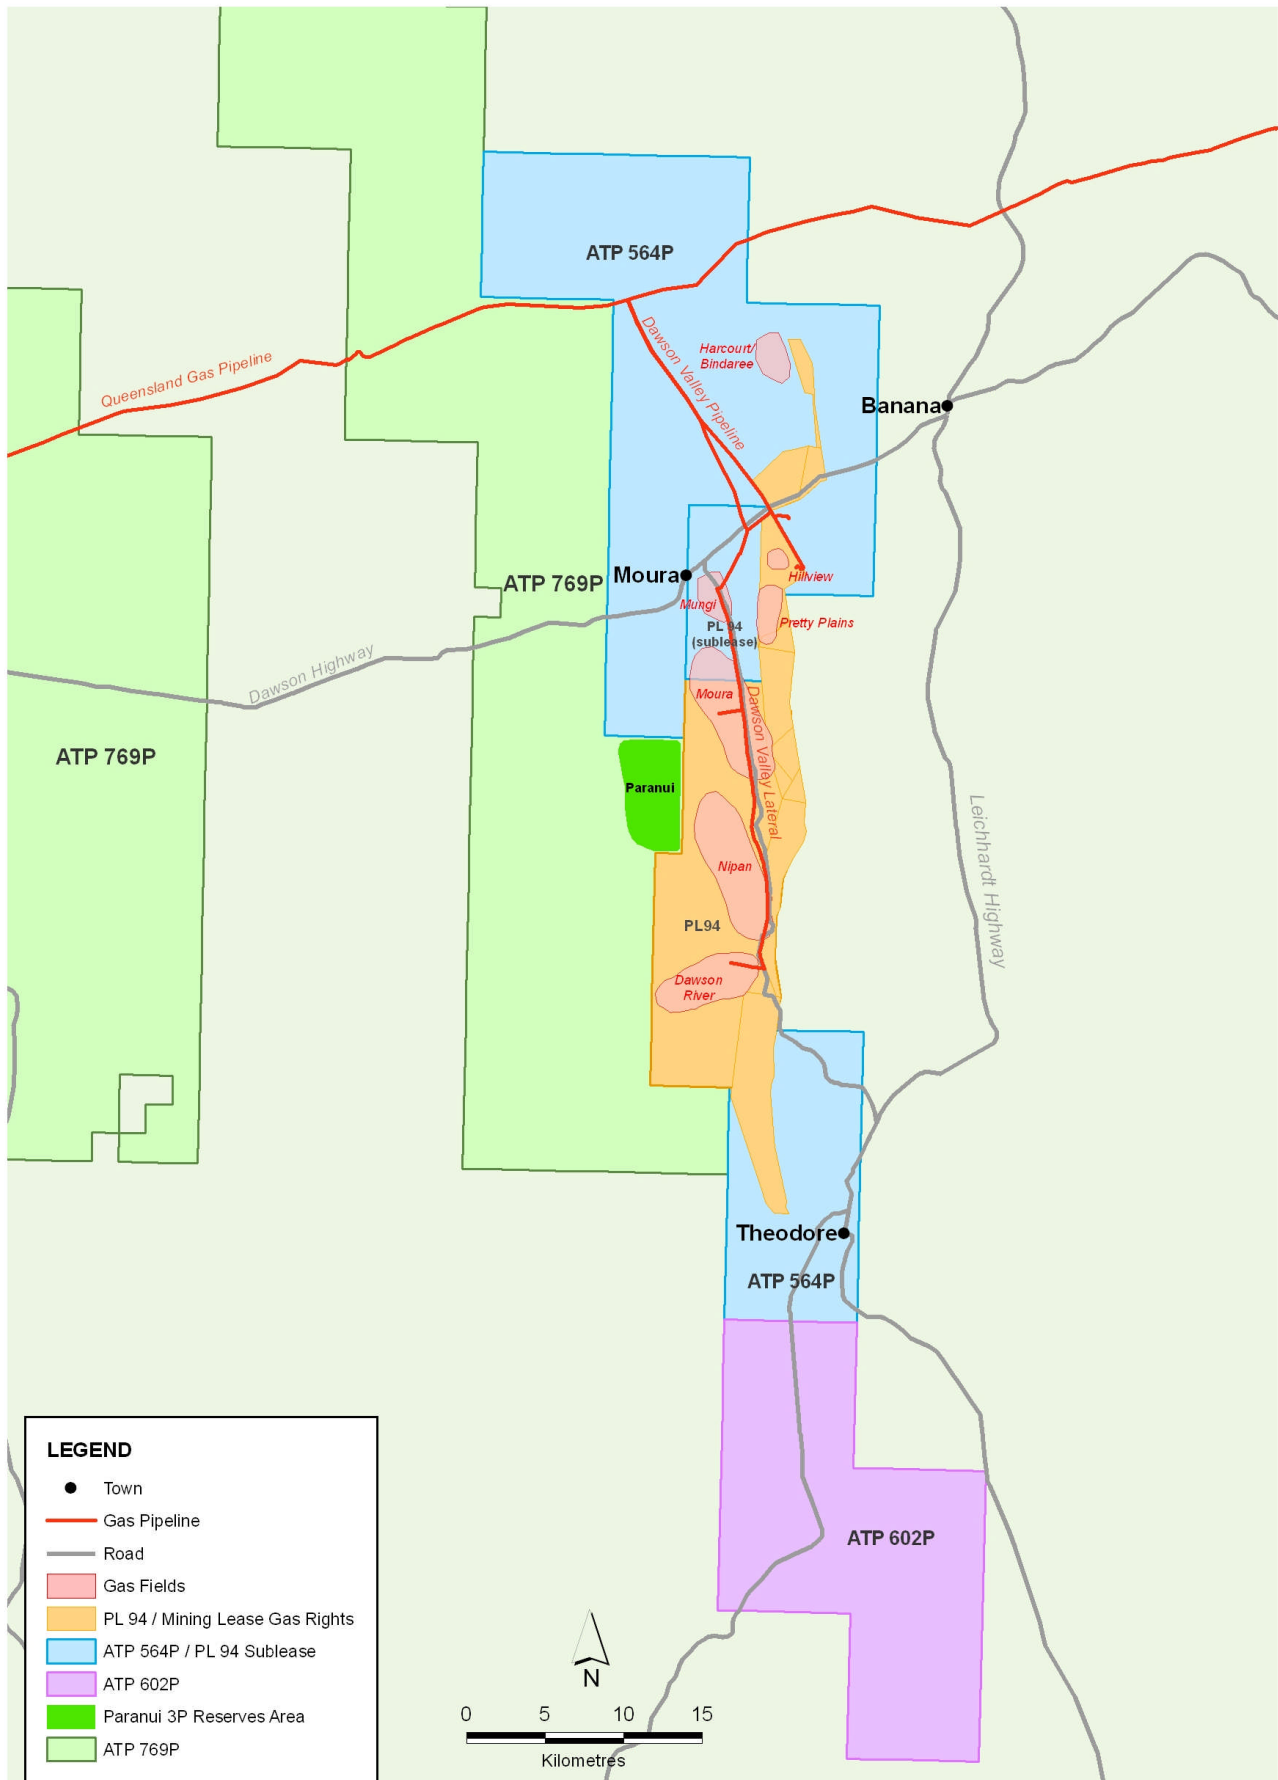 ATP 564P
Dawson Valley Pipeline
Harcourt/
Bindaree
Queensland Gas Pipeline
Banana
ATP 769P
Moura
Hillview
Mungi
Pretty Plains
PL 94
(sublease)
Dawson Highway
Moura
Dawson Valley Lateral
ATP 769P
Paranui
Leichhardt Highway
Nipan
PL94
Dawson
River
Theodore
ATP 564P
ATP 602P
LEGEND
Town
Gas Pipeline
Road
Gas Fields
PL 94 / Mining Lease Gas Rights
ATP 564P / PL 94 Sublease
ATP 602P
Paranui 3P Reserves Area
ATP 769P
N
0 5 10 15
Kilometres